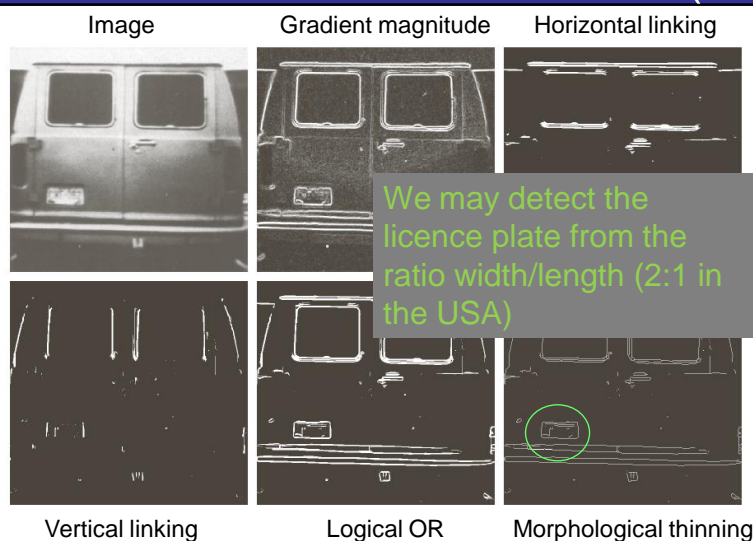 Image Gradient magnitude Horizontal linking
We may detect the
licence plate from the
ratio width/length (2:1 in
the USA)
Vertical linking Logical OR Morphological thinning